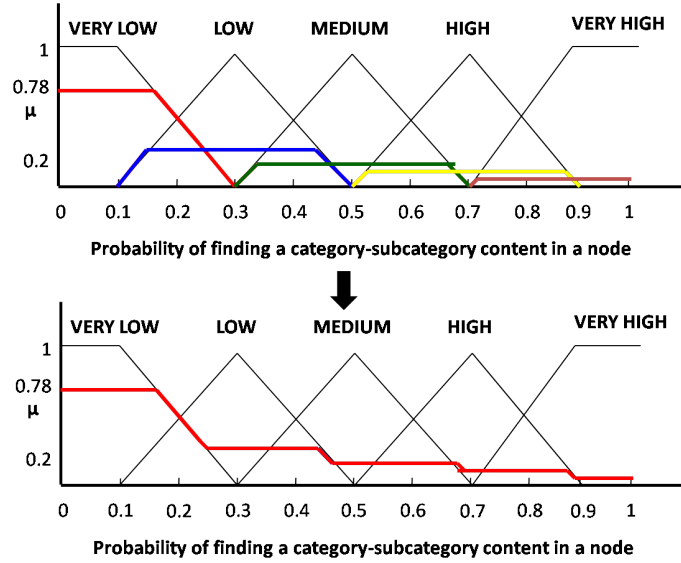 VERY LOW LOW MEDIUM HIGH VERY HIGH
1
0.78
μ
0.2
0 0.1 0.2 0.3 0.4 0.5 0.6 0.7 0.8 0.9 1
Probability of finding a category-subcategory content in a node
VERY LOW LOW MEDIUM HIGH VERY HIGH
1
0.78
μ
0.2
0 0.1 0.2 0.3 0.4 0.5 0.6 0.7 0.8 0.9 1
Probability of finding a category-subcategory content in a node